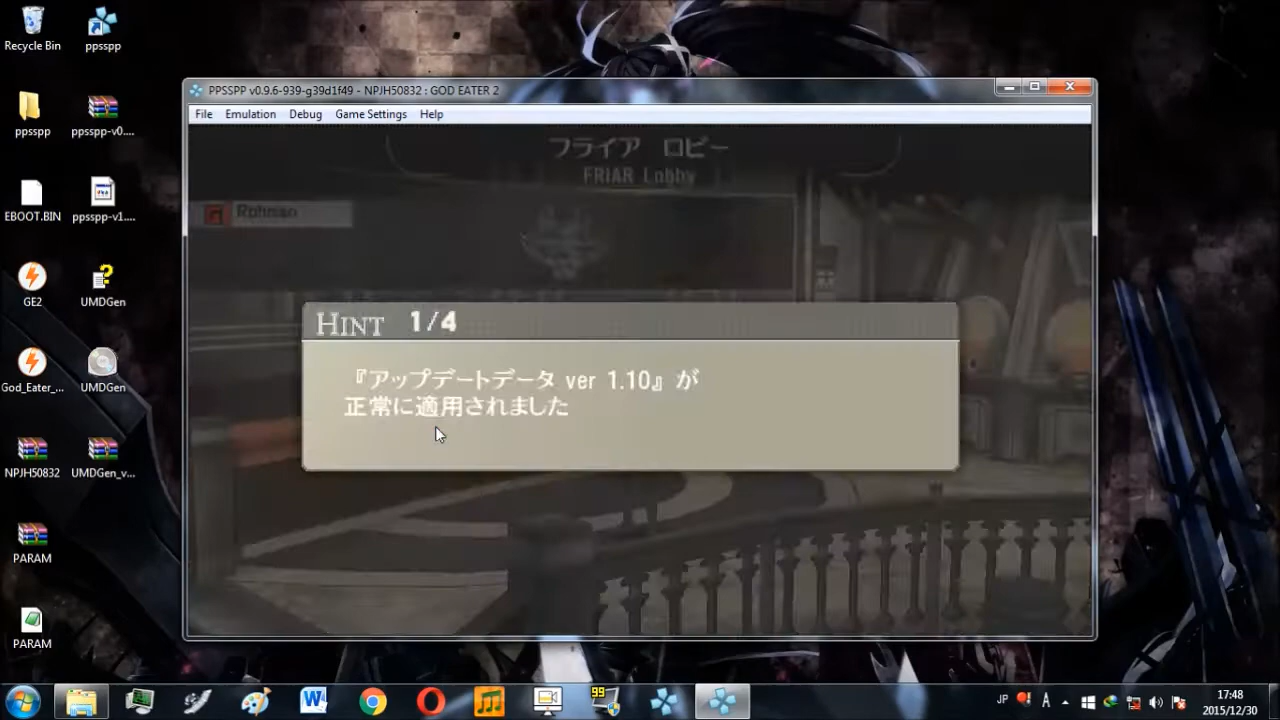 Recycle Bin
ppsspp
ppsspp
ppsspp-v0....
EBOOT.BIN
ppsspp-v1....
GE2
UMDGen
God_Eater_...
UMDGen
NPJH50832
UMDGen_v...
PARAM
PARAM
PPSSPP v0.9.6-939-g39d1f49 - NPJH50832 : GOD EATER 2
File Emulation Debug Game Settings Help
フライア ロビー
FRIAR Lobby
HINT 1/4
『アップデートデータ ver 1.10』が
正常に適用されました
99
JP
17:48
2015/12/30